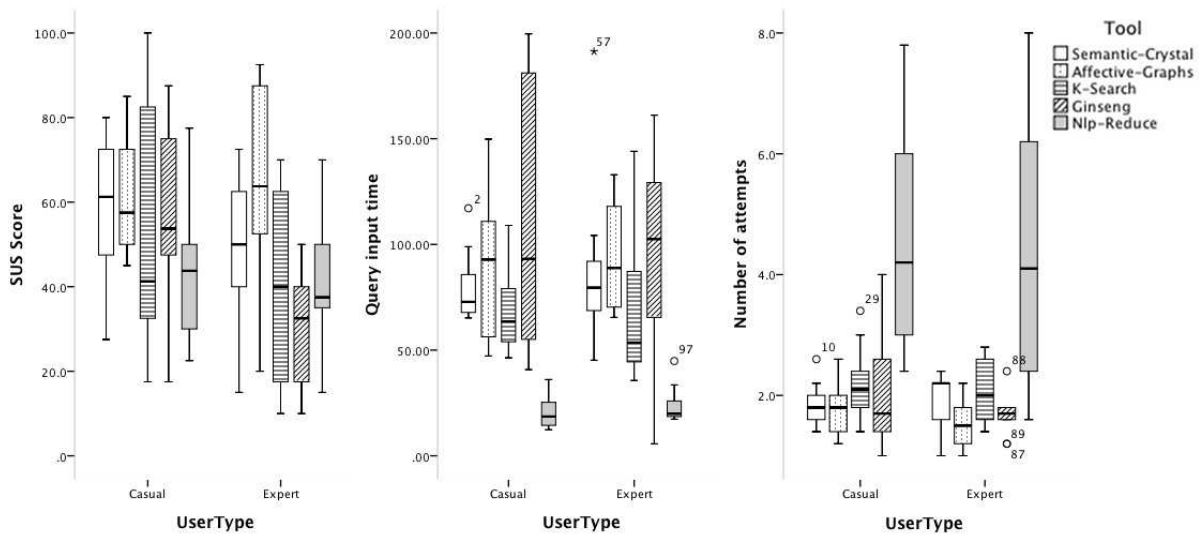 SUS Score
100.0
80.0
60.0
40.0
20.0
.0
Casual
Expert
UserType
Query input time
200.00
150.00
100.00
50.00
.00
57
2
97
Casual
Expert
UserType
Number of attempts
8.0
6.0
4.0
2.0
29
10
88
89
87
Casual
Expert
UserType
Tool
Semantic-Crystal
Affective-Graphs
K-Search
Ginseng
Nlp-Reduce